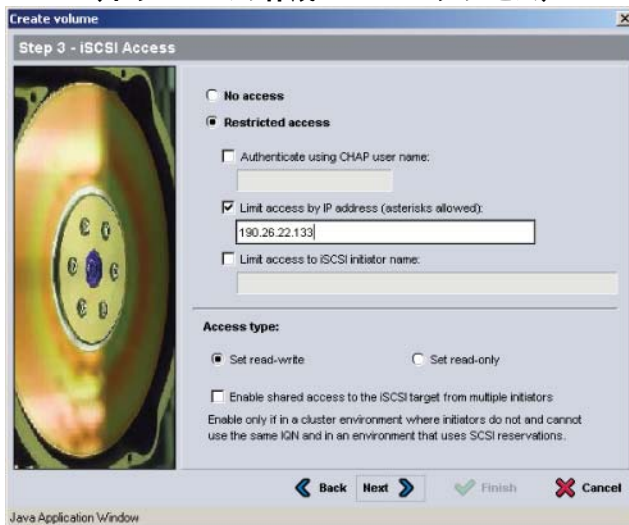 Create volume
Step 3 - iSCSI Access
No access
Restricted access
Authenticate using CHAP user name:
Limit access by IP address (asterisks allowed):
190.26.22.133
Limit access to iSCSI initiator name:
Access type:
Set read-write
Set read-only
Enable shared access to the iSCSI target from multiple initiators
Enable only if in a cluster environment where initiators do not and cannot
use the same IQN and in an environment that uses SCSI reservations.
Back
Next
Finish
Cancel
Java Application Window